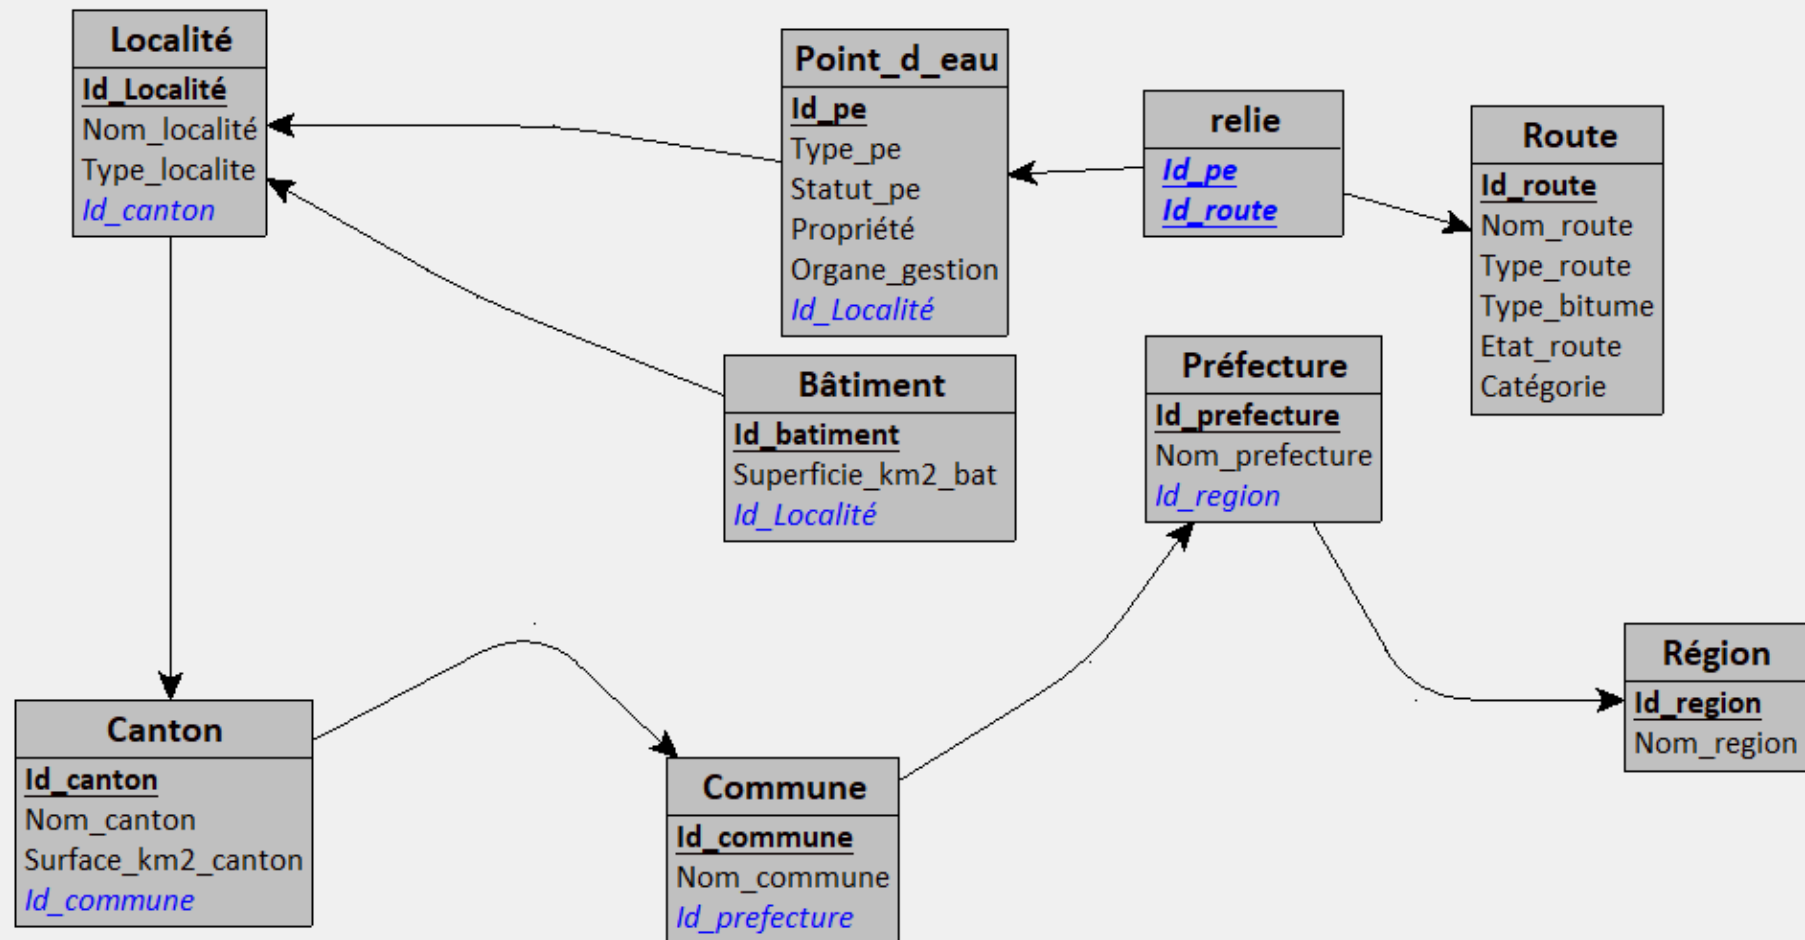 Localité
Id_Localité
Nom_localité
Type_localite
Id_canton
Point_d_eau
Id_pe
Type_pe
Statut_pe
Propriété
Organe_gestion
Id_Localité
relie
Id_pe
Id_route
Route
Id_route
Nom_route
Type_route
Type_bitume
Etat_route
Catégorie
Bâtiment
Id_batiment
Superficie_km2_bat
Id_Localité
Préfecture
Id_prefecture
Nom_prefecture
Id_region
Région
Id_region
Nom_region
Canton
Id_canton
Nom_canton
Surface_km2_canton
Id_commune
Commune
Id_commune
Nom_commune
Id_prefecture